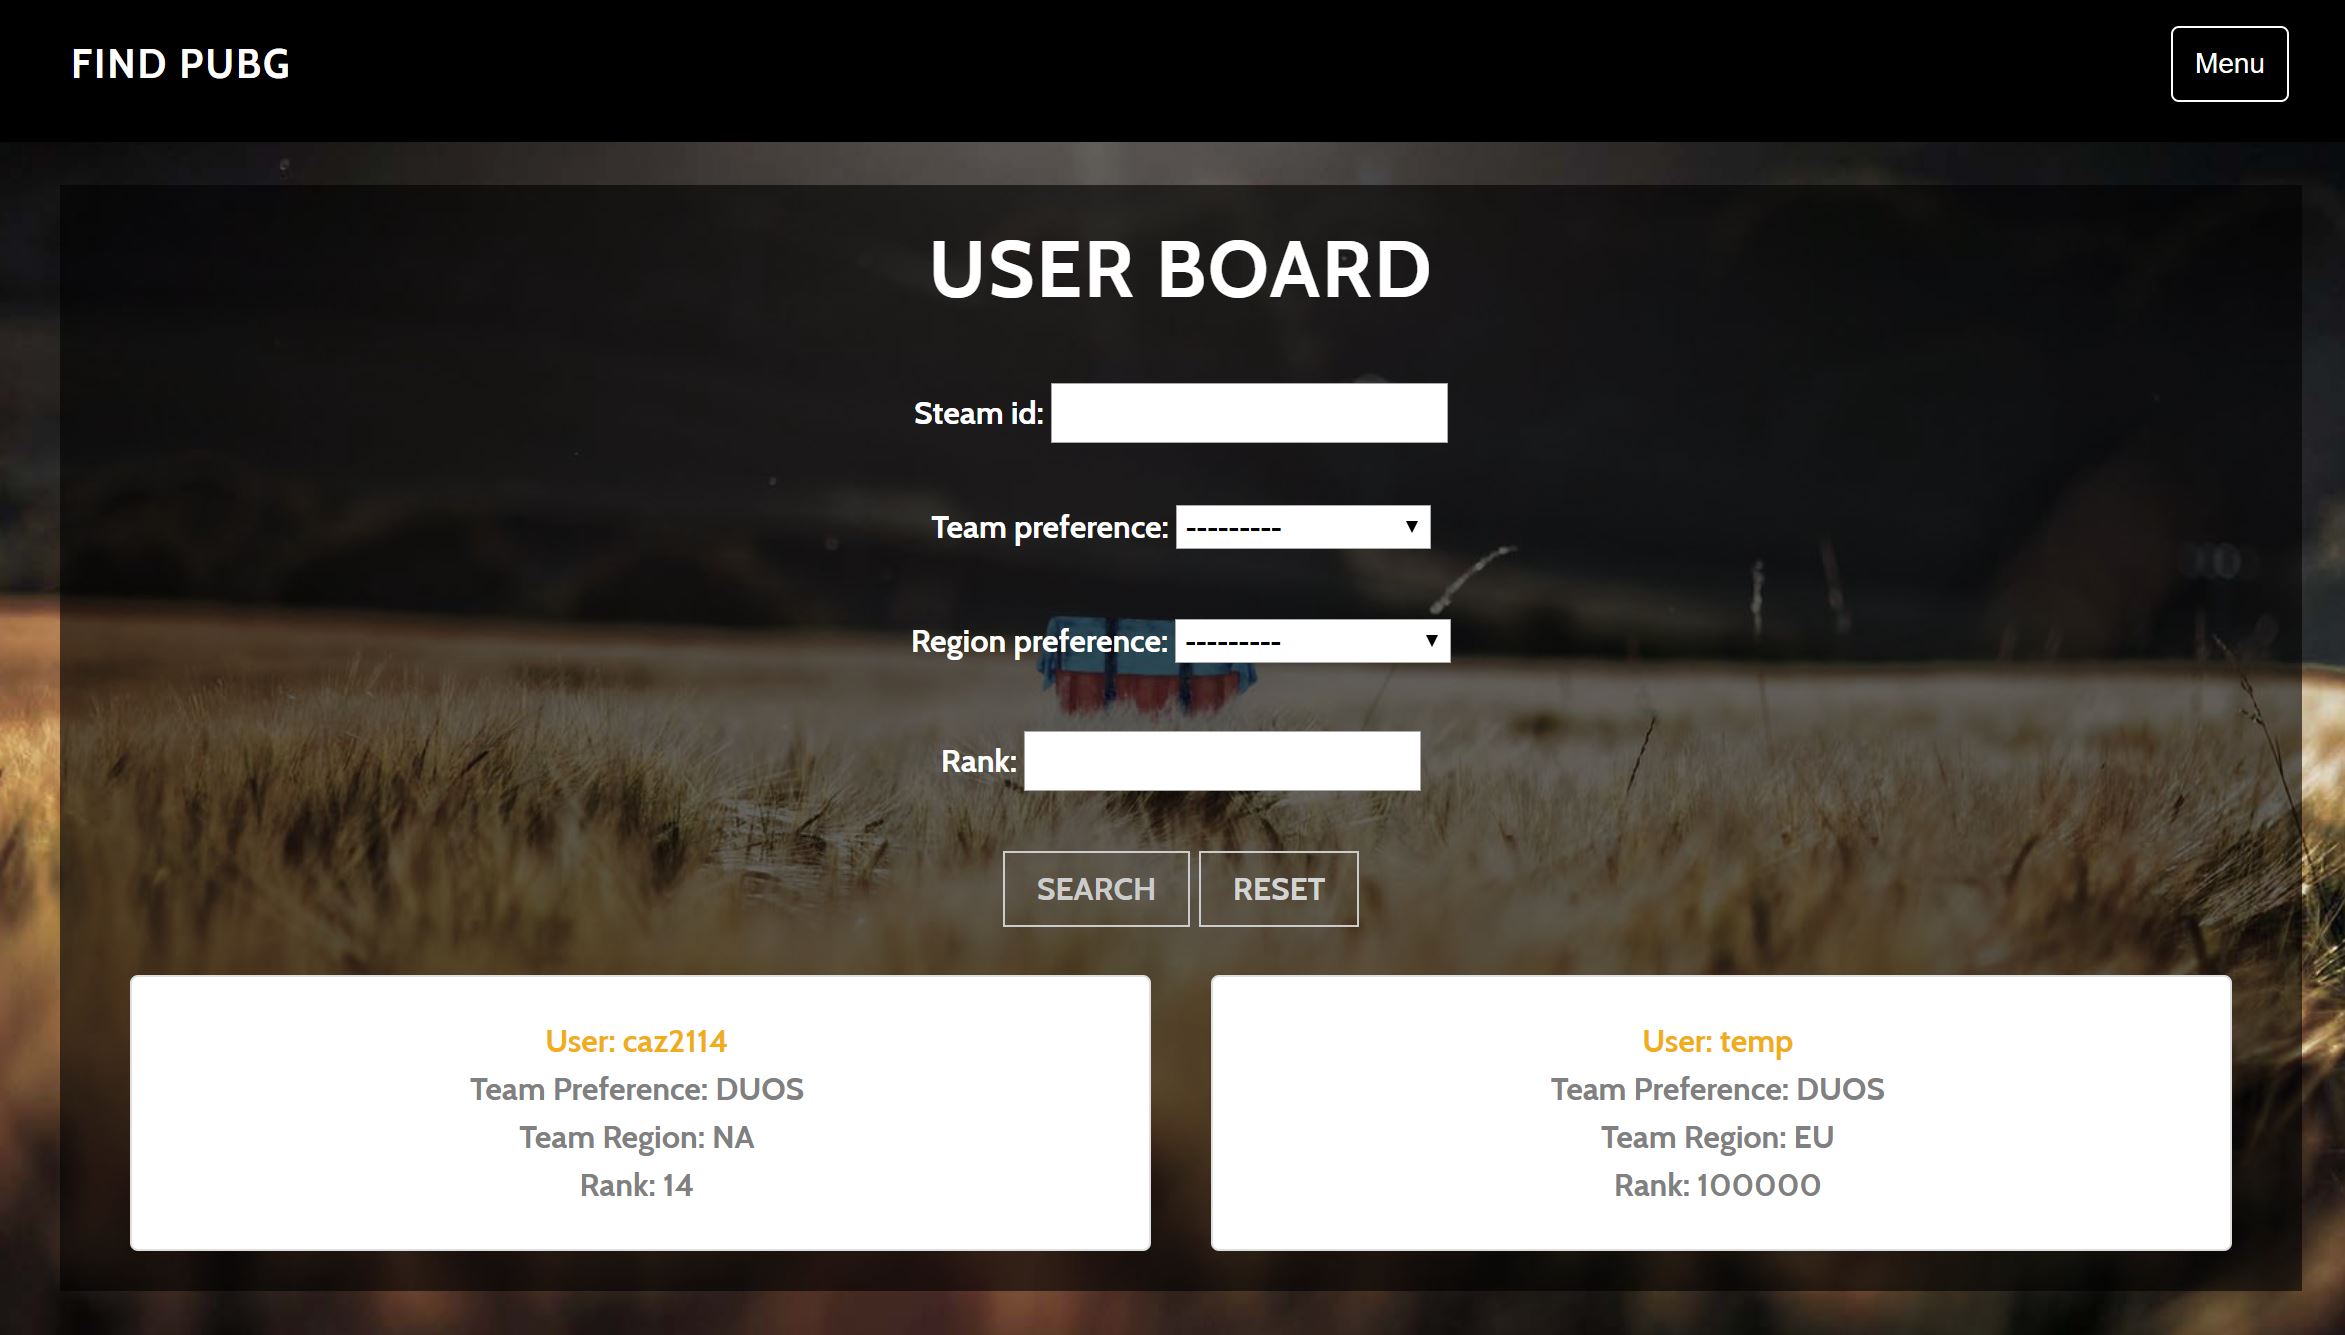 FIND PUBG
Menu
USER BOARD
Steam id:
Team preference: ---------
Region preference: ---------
Rank:
SEARCH RESET
User: caz2114
Team Preference: DUOS
Team Region: NA
Rank: 14
User: temp
Team Preference: DUOS
Team Region: EU
Rank: 100000